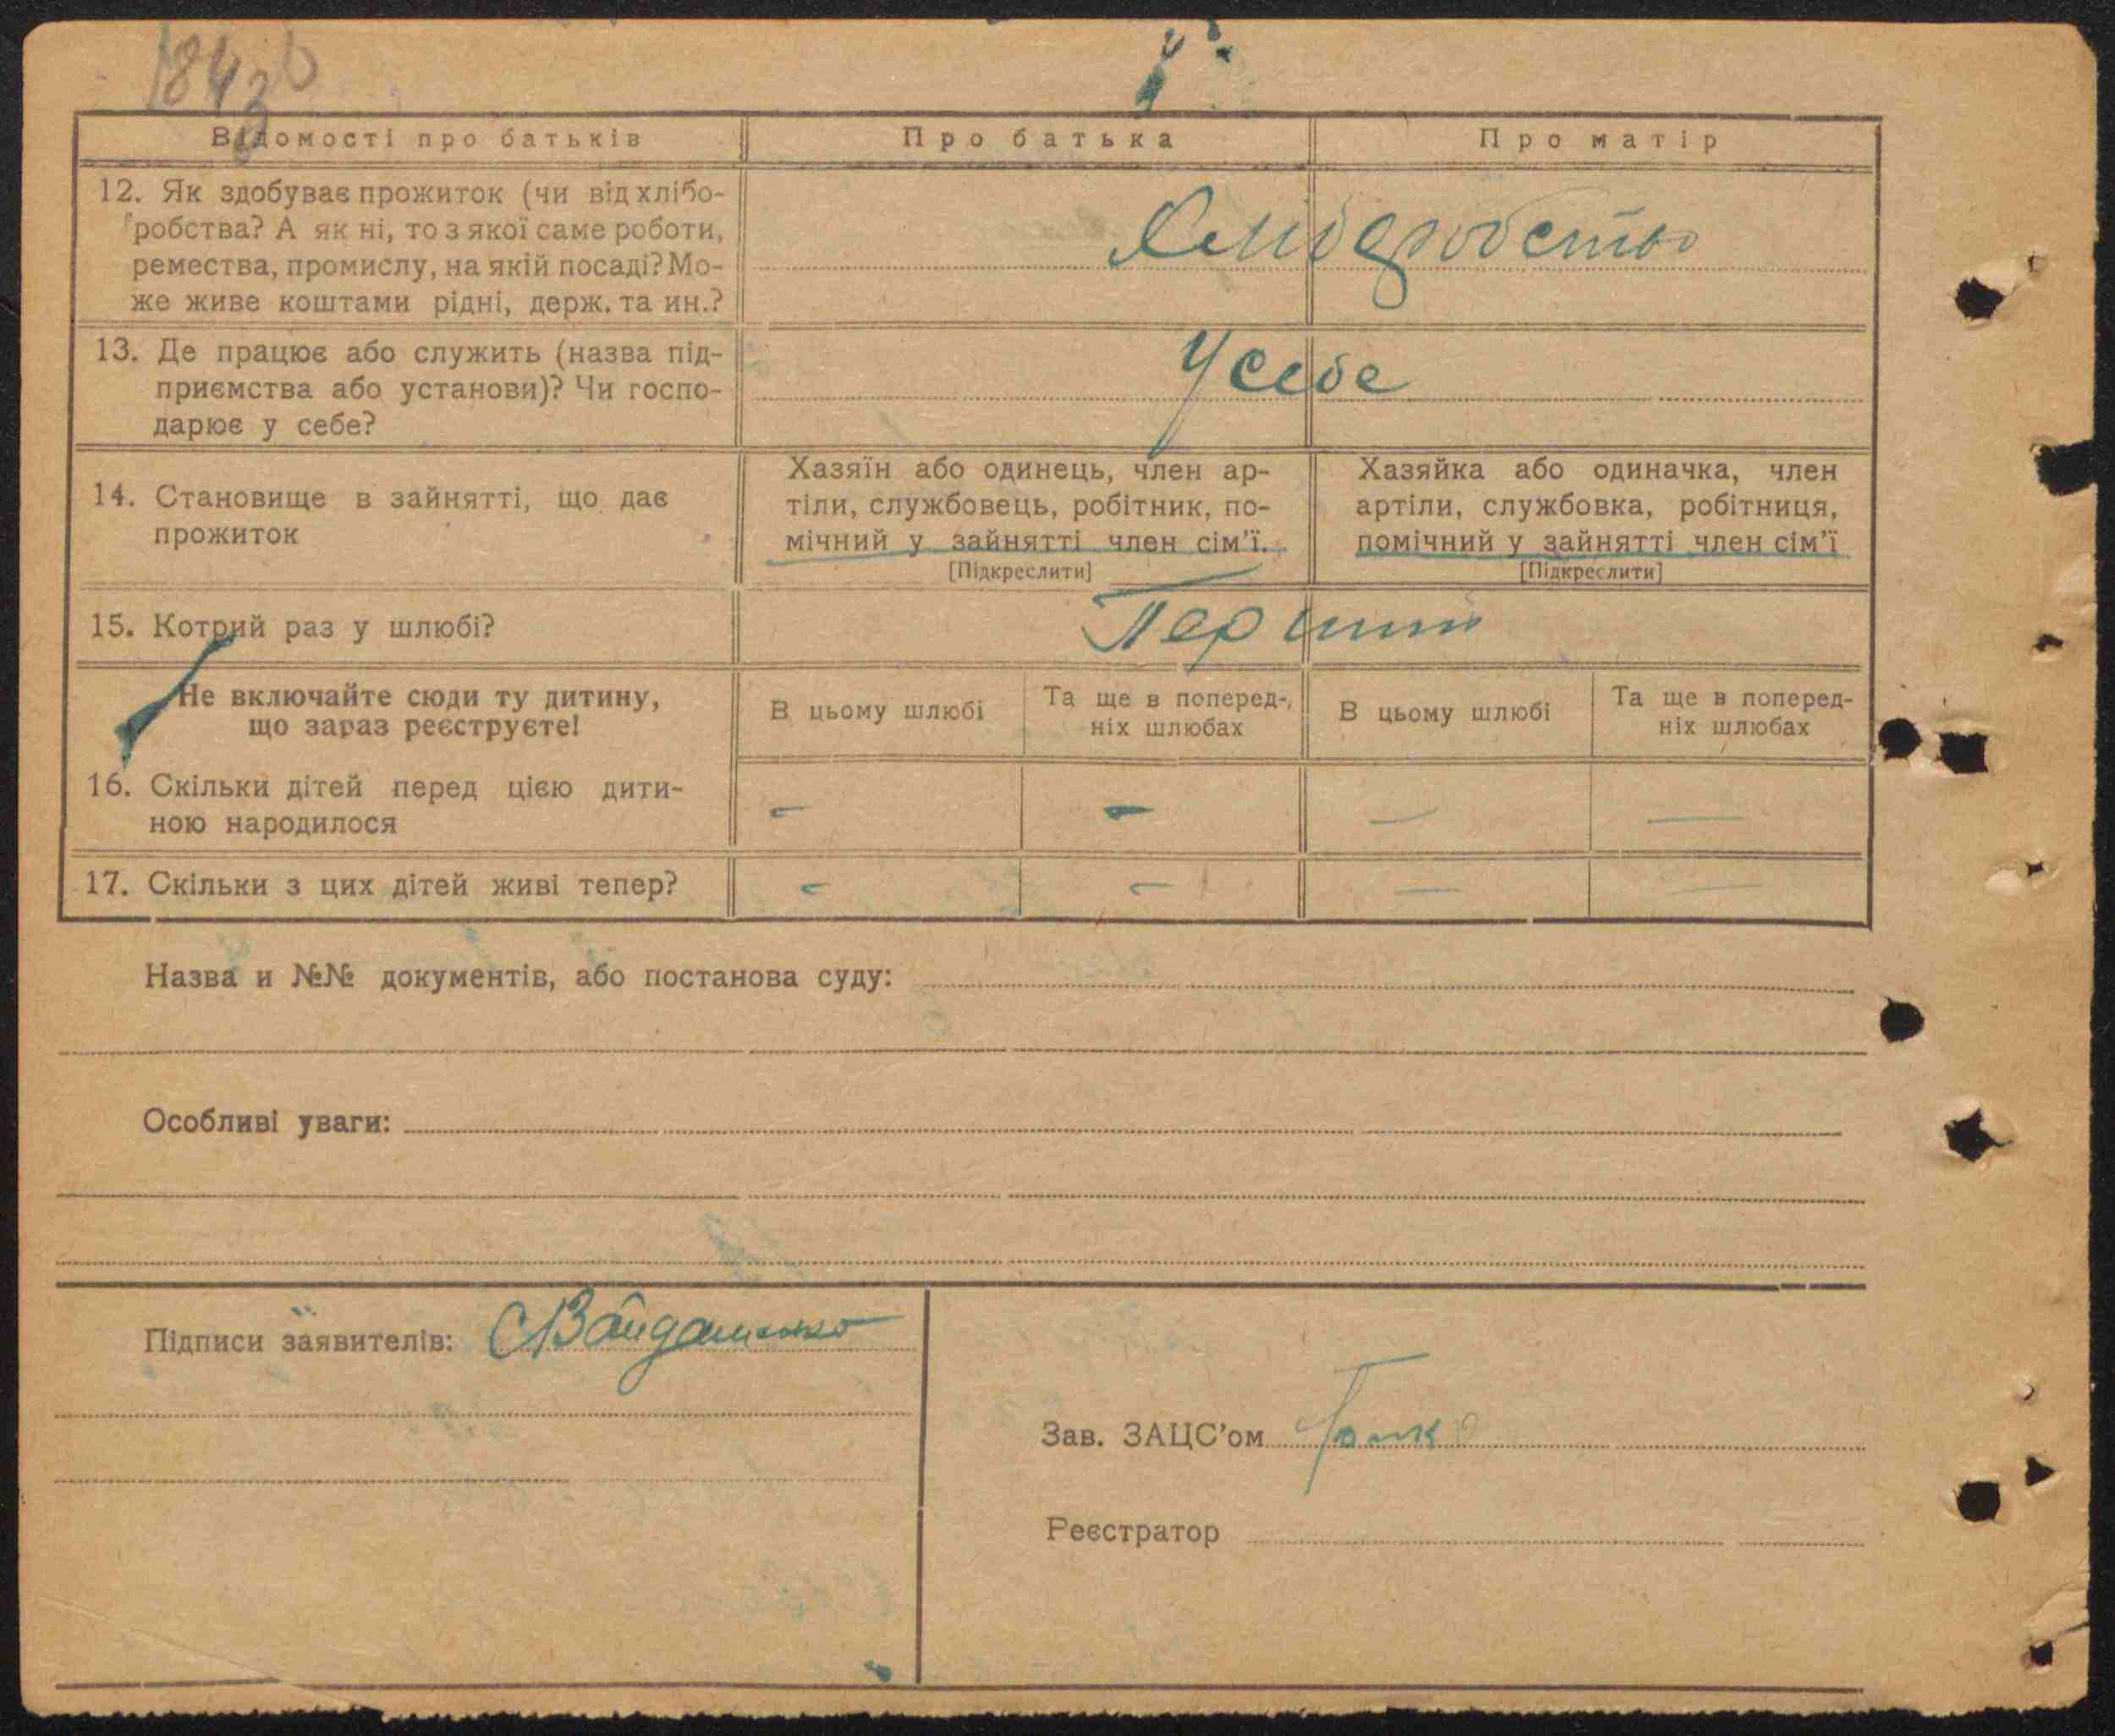 Відомості про батьків Про батька Про матір
12. Як здобуває прожиток (чи від хлібо-
робства? А як ні, то з якої саме роботи,
ремества, промислу, на якій посаді? Мо-
же живе коштами рідні, держ. та ин.?
Хліборобство
13. Де працює або служить (назва під-
приємства або установи)? Чи госпо-
дарює у себе?
У себе
14. Становище в зайнятті, що дає
прожиток
Хазяїн або одинець, член ар-
тіли, службовець, робітник, по-
мічний у зайнятті член сім'ї.
[Підкреслити]
Хазяйка або одиначка, член
артіли, службовка, робітниця,
помічний у зайнятті член сім'ї
[Підкреслити]
15. Котрий раз у шлюбі?
Перший
Не включайте сюди ту дитину,
що зараз реєструєте!
В цьому шлюбі
Та ще в поперед-
ніх шлюбах
В цьому шлюбі
Та ще в поперед-
ніх шлюбах
16. Скільки дітей перед цією дити-
ною народилося
– – – –
17. Скільки з цих дітей живі тепер?
– – – –
Назва и №№ документів, або постанова суду:
Особливі уваги:
Підписи заявителів:
Зав. ЗАЦС'ом
Реєстратор